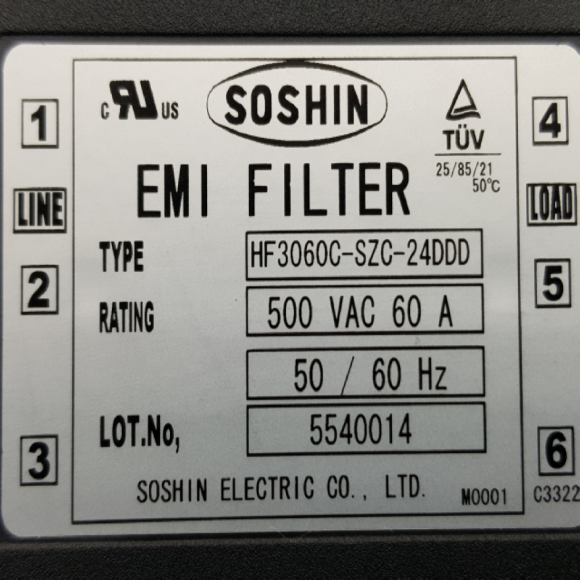 c RU US
SOSHIN
TÜV
25/85/21
50℃
1
4
EMI FILTER
LINE
LOAD
TYPE HF3060C-SZC-24DDD
2
5
RATING 500 VAC 60 A
50 / 60 Hz
LOT.No, 5540014
3
6
SOSHIN ELECTRIC CO., LTD. M0001 C3322